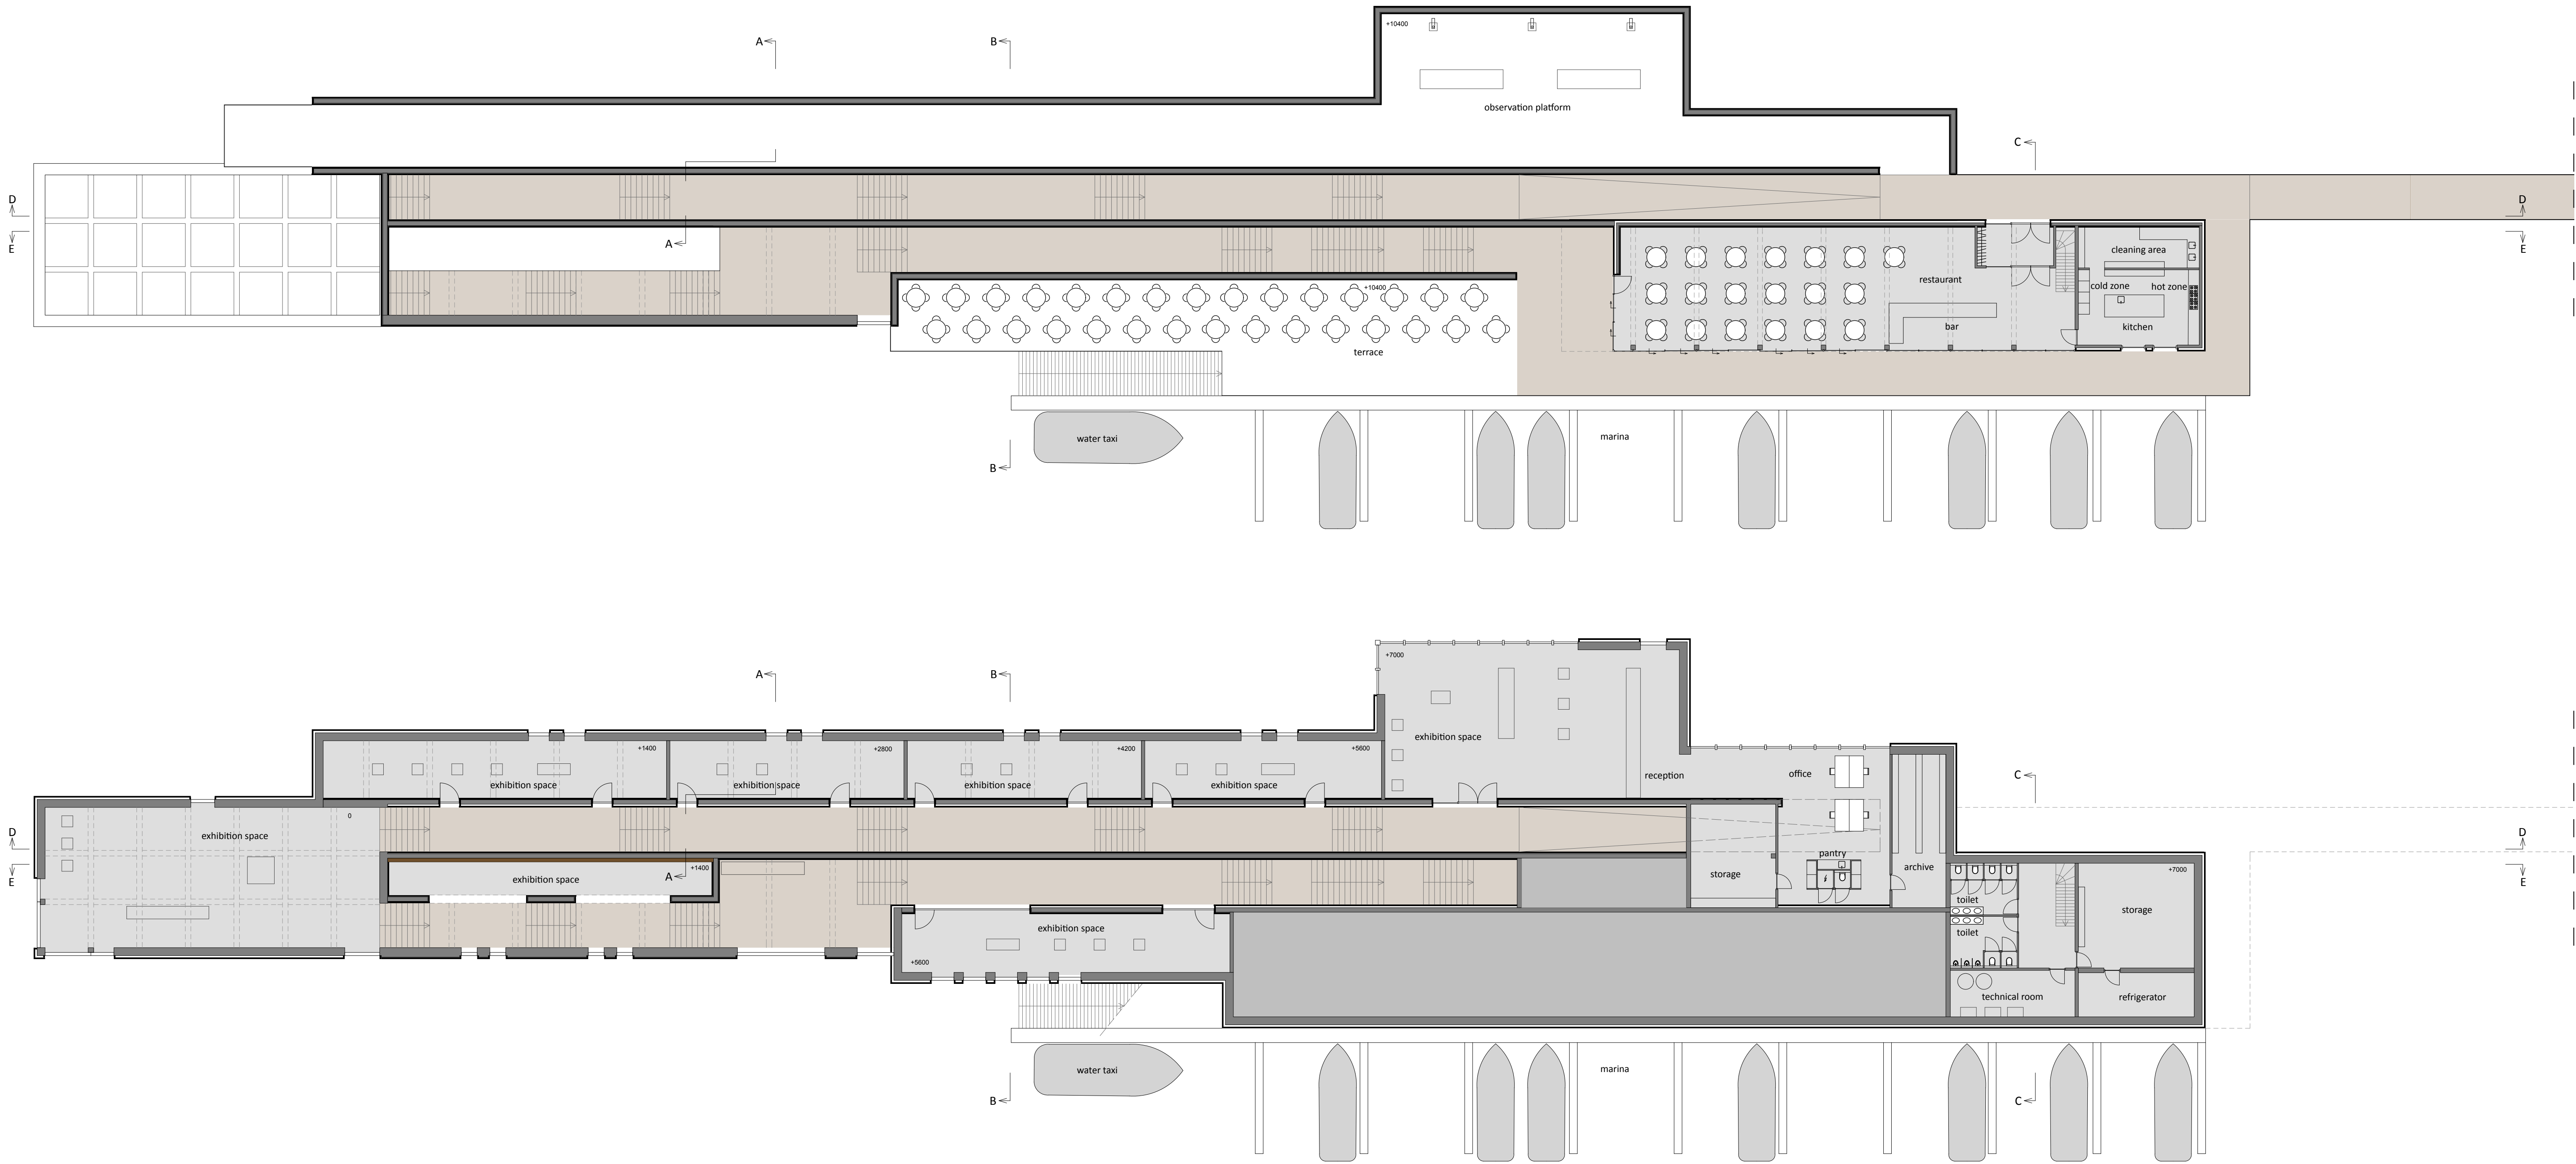 +10400
A
B
observation platform
C
D
D
A
E
E
cleaning area
restaurant
+10400
cold zone
hot zone
bar
kitchen
terrace
water taxi
marina
B
+7000
A
B
exhibition space
+1400
+2800
+4200
+5600
reception
office
C
exhibition space
exhibition space
exhibition space
exhibition space
0
D
exhibition space
D
pantry
+1400
A
archive
+7000
E
exhibition space
storage
E
toilet
storage
exhibition space
toilet
+5600
technical room
refrigerator
water taxi
marina
B
C